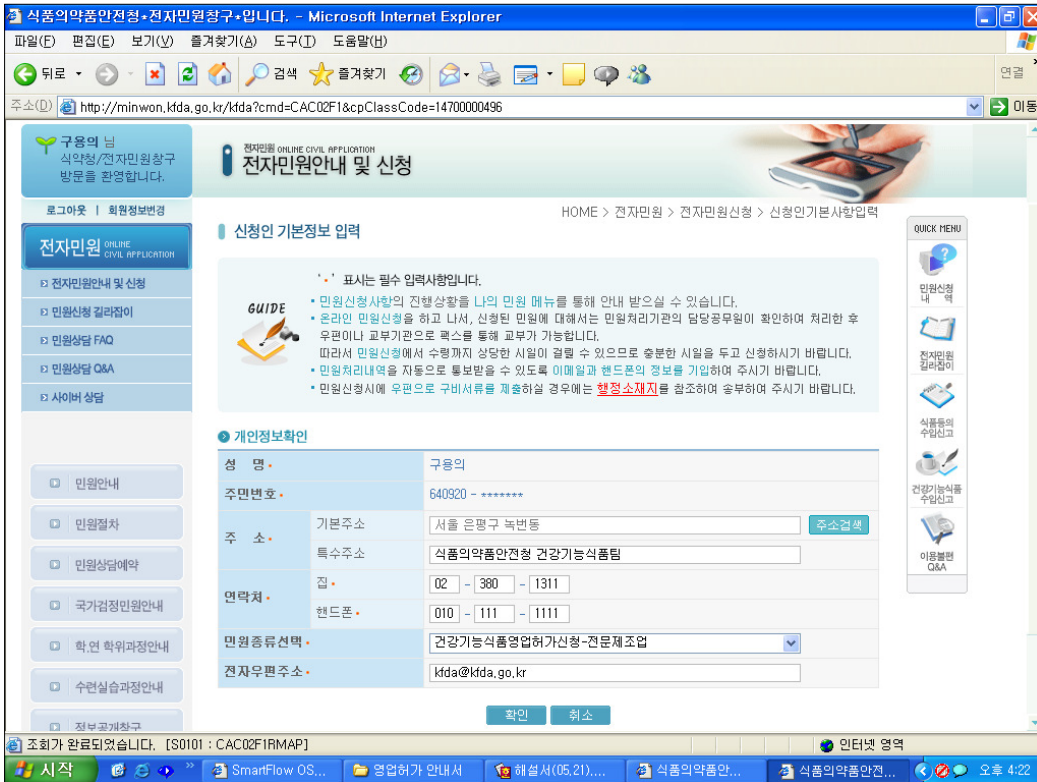 식품의약품안전청*전자민원창구*입니다. - Microsoft Internet Explorer
파일(F) 편집(E) 보기(V) 즐겨찾기(A) 도구(T) 도움말(H)
뒤로 검색 즐겨찾기 연결
주소(D) http://minwon.kfda.go.kr/kfda?cmd=CAC02F1&cpClassCode=14700000496 이동
구용의 님
식약청/전자민원창구
방문을 환영합니다.
로그아웃 | 회원정보변경
전자민원 ONLINE CIVIL APPLICATION
전자민원안내 및 신청
민원신청 길라잡이
민원상담 FAQ
민원상담 Q&A
사이버 상담
민원안내
민원절차
민원상담예약
국가검정민원안내
학.연 학위과정안내
수련실습과정안내
정보공개창구
전자민원 ONLINE CIVIL APPLICATION
전자민원안내 및 신청
HOME > 전자민원 > 전자민원신청 > 신청인기본사항입력
신청인 기본정보 입력
GUIDE
'•' 표시는 필수 입력사항입니다.
• 민원신청사항의 진행상황을 나의 민원 메뉴를 통해 안내 받으실 수 있습니다.
• 온라인 민원신청을 하고 나서, 신청된 민원에 대해서는 민원처리기관의 담당공무원이 확인하여 처리한 후
우편이나 교부기관으로 팩스를 통해 교부가 가능합니다.
따라서 민원신청에서 수령까지 상당한 시일이 걸릴 수 있으므로 충분한 시일을 두고 신청하시기 바랍니다.
• 민원처리내역을 자동으로 통보받을 수 있도록 이메일과 핸드폰의 정보를 기입하여 주시기 바랍니다.
• 민원신청시에 우편으로 구비서류를 제출하실 경우에는 행정소재지를 참조하여 송부하여 주시기 바랍니다.
개인정보확인
성 명• 구용의
주민번호• 640920 - *******
주 소• 기본주소 서울 은평구 녹번동 주소검색
특수주소 식품의약품안전청 건강기능식품팀
연락처• 집• 02 - 380 - 1311
핸드폰• 010 - 111 - 1111
민원종류선택• 건강기능식품영업허가신청-전문제조업
전자우편주소• kfda@kfda.go.kr
확인 취소
QUICK MENU
민원신청
내 역
전자민원
길라잡이
식품등의
수입신고
건강기능식품
수입신고
이용불편
Q&A
조회가 완료되었습니다. [S0101 : CAC02F1RMAP] 인터넷 영역
시작 SmartFlow OS... 영업허가 안내서 해설서(05,21).... 식품의약품안... 식품의약품안전... 오후 4:22